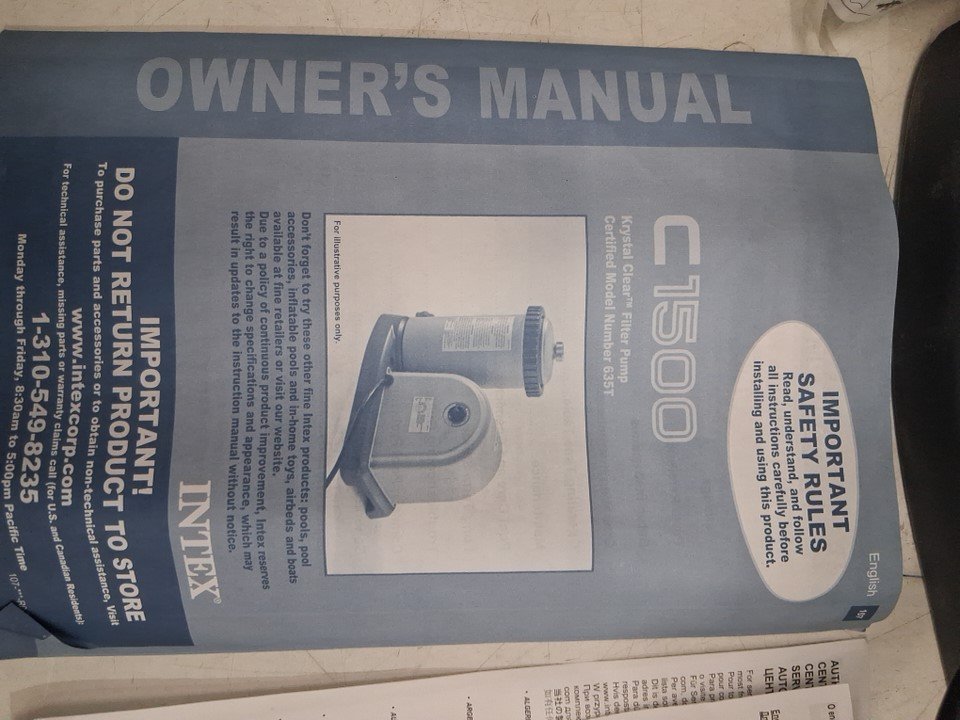 OWNER'S MANUAL
English
IMPORTANT
SAFETY RULES
Read, understand, and follow
all instructions carefully before
installing and using this product.
C1500
Krystal Clear™ Filter Pump
Certified Model Number 635T
For illustrative purposes only.
Don't forget to try these other fine Intex products: pools, pool
accessories, inflatable pools and in-home toys, airbeds and boats
available at fine retailers or visit our website.
Due to a policy of continuous product improvement, Intex reserves
the right to change specifications and appearance, which may
result in updates to the instruction manual without notice.
INTEX®
IMPORTANT!
DO NOT RETURN PRODUCT TO STORE
To purchase parts and accessories or to obtain non-technical assistance, Visit
www.intexcorp.com
For technical assistance, missing parts or warranty claims call (for U.S. and Canadian Residents):
1-310-549-8235
Monday through Friday, 8:30am to 5:00pm Pacific Time